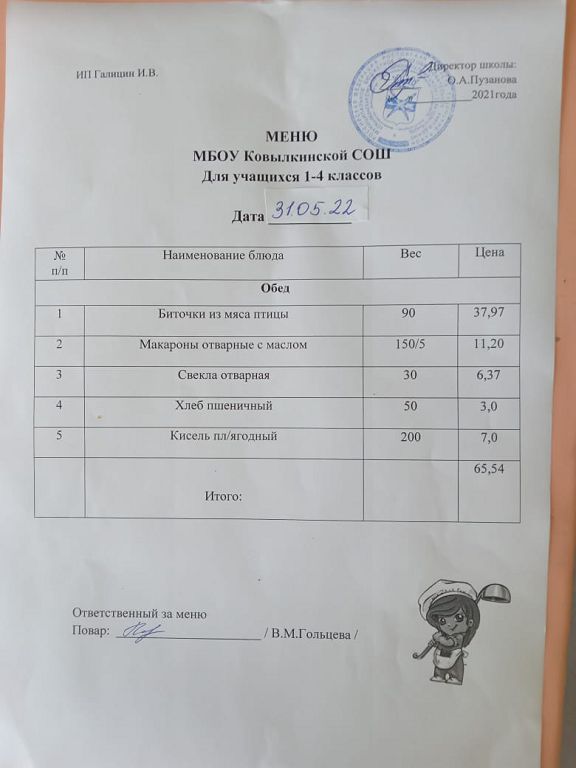 ИП Галицин И.В.
Директор школы:
О.А.Пузанова
2021года
МЕНЮ
МБОУ Ковылкинской СОШ
Для учащихся 1-4 классов
Дата 31.05.22
№ п/п Наименование блюда Вес Цена
Обед
1 Биточки из мяса птицы 90 37,97
2 Макароны отварные с маслом 150/5 11,20
3 Свекла отварная 30 6,37
4 Хлеб пшеничный 50 3,0
5 Кисель пл/ягодный 200 7,0
65,54
Итого:
Ответственный за меню
Повар: / В.М.Гольцева /